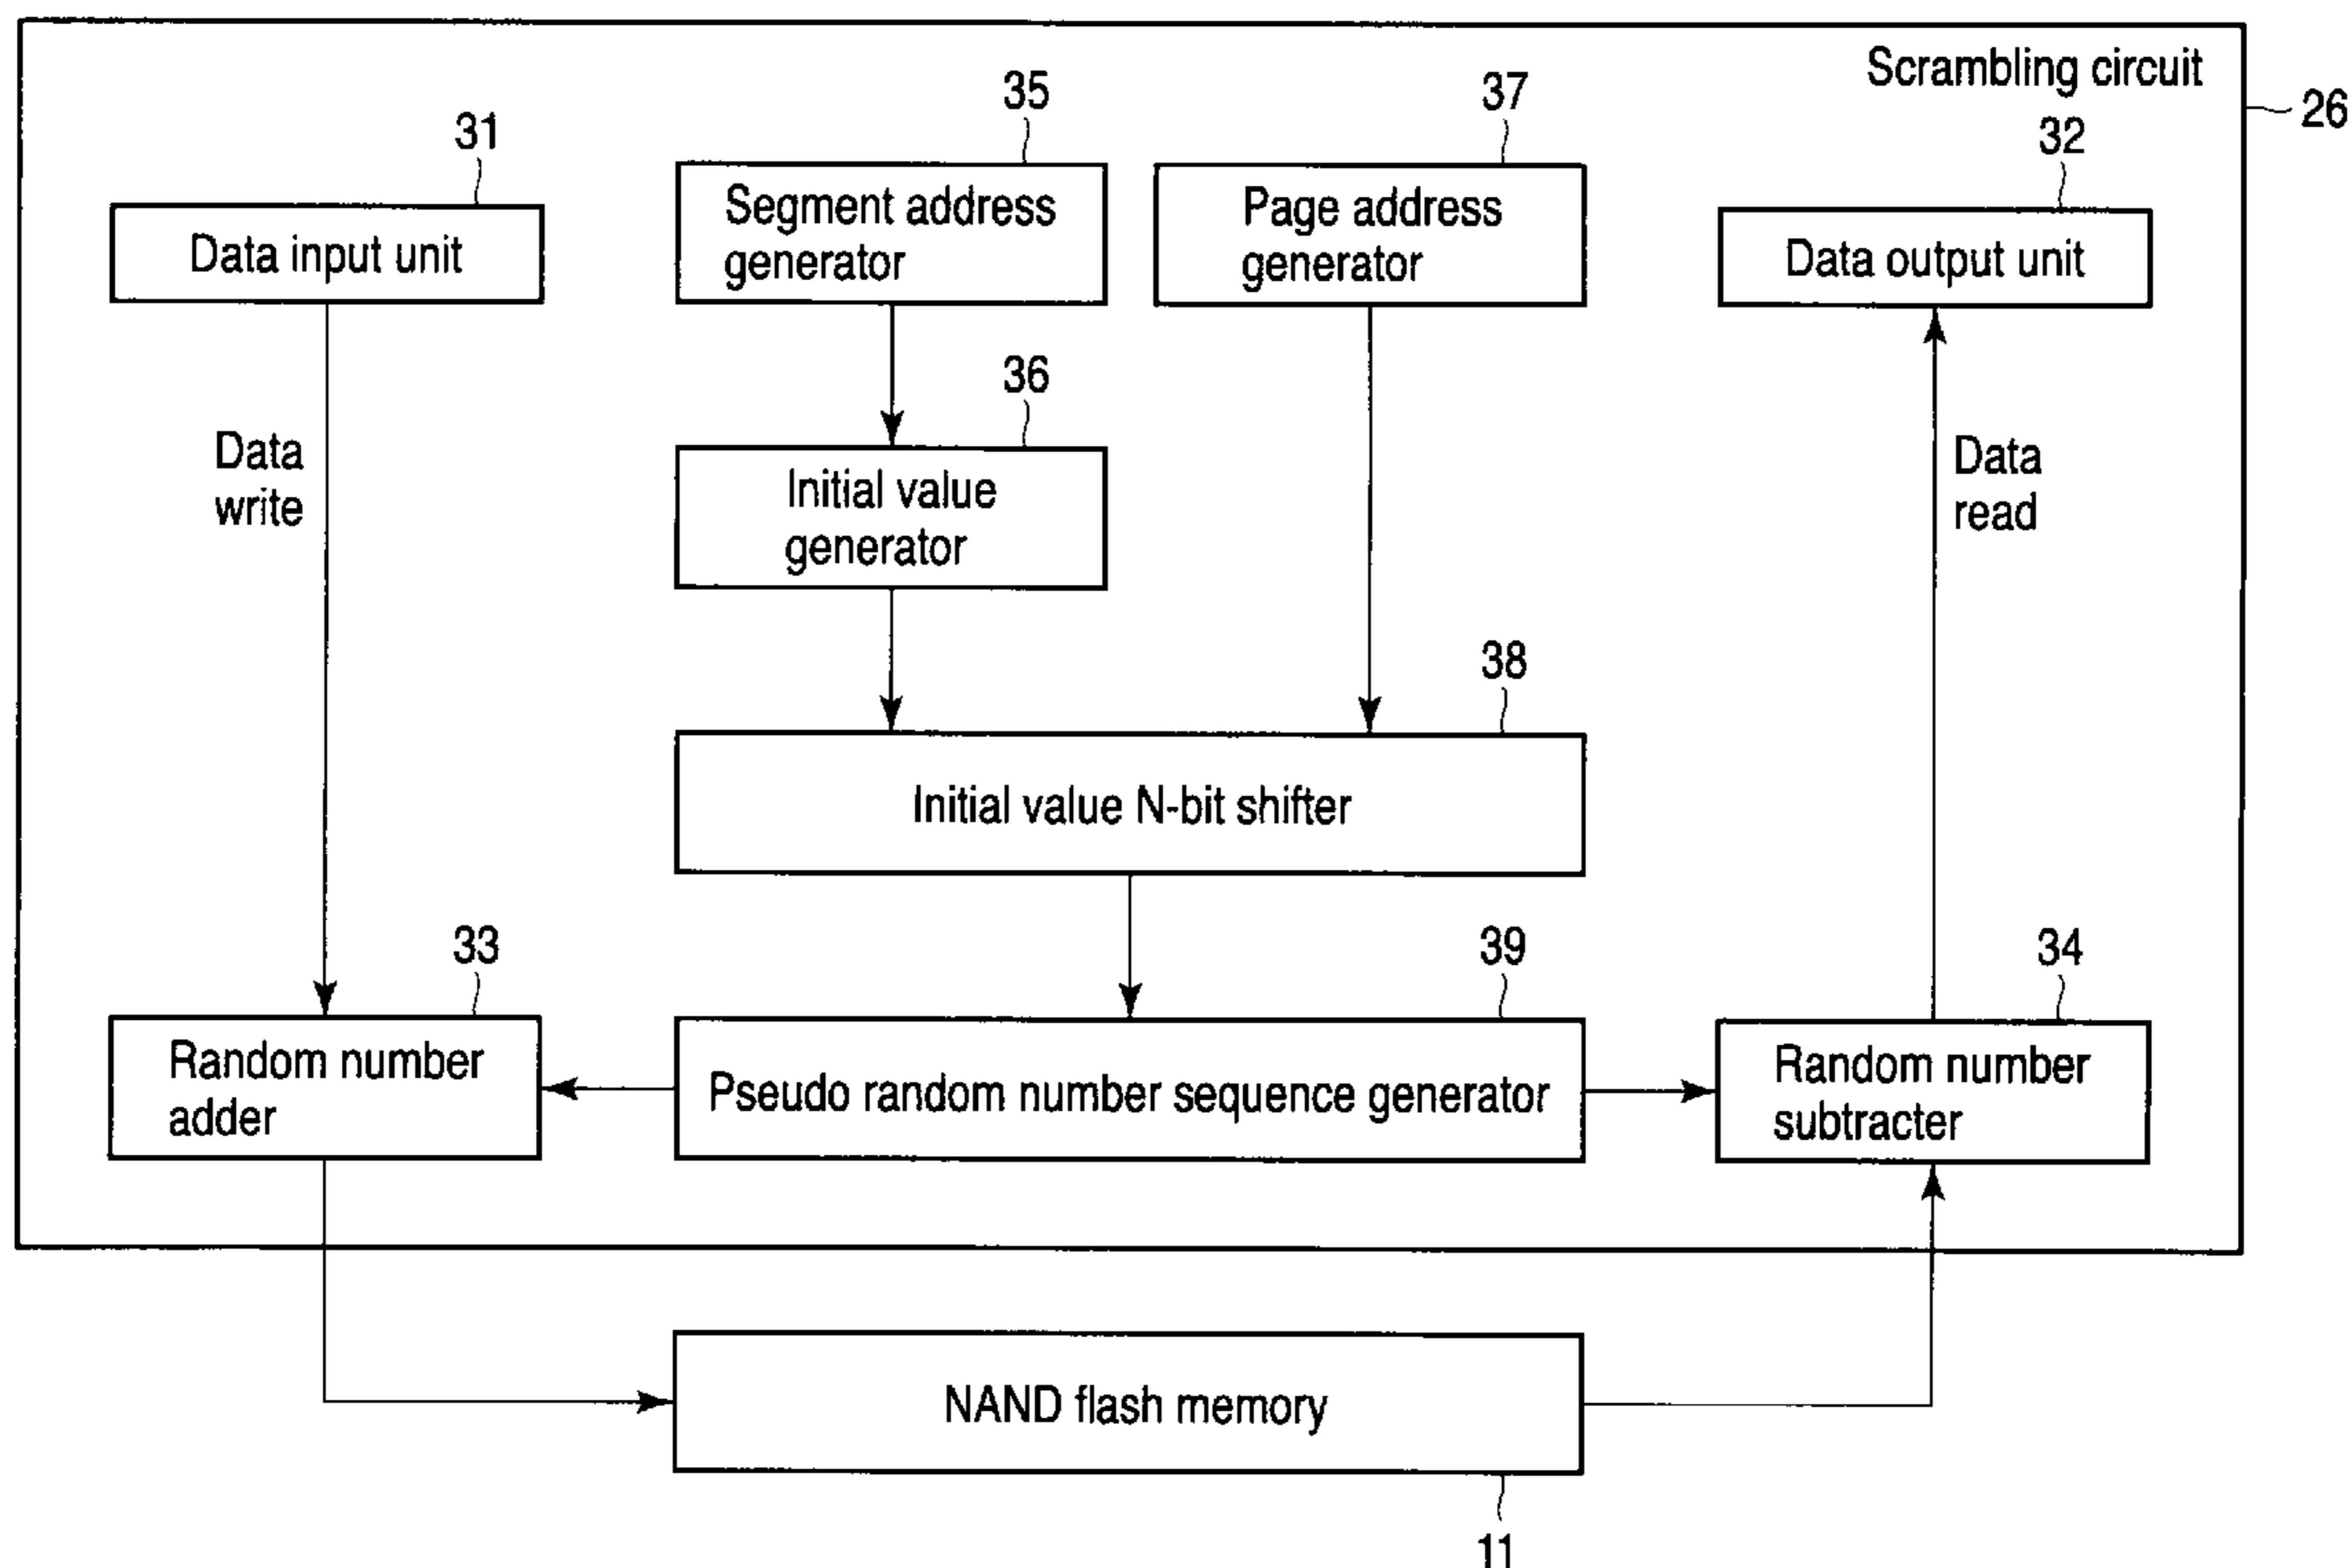 Scrambling circuit
26
31
Data input unit
35
Segment address
generator
37
Page address
generator
32
Data output unit
36
Initial value
generator
Data
write
Data
read
38
Initial value N-bit shifter
33
Random number
adder
39
Pseudo random number sequence generator
34
Random number
subtracter
NAND flash memory
11